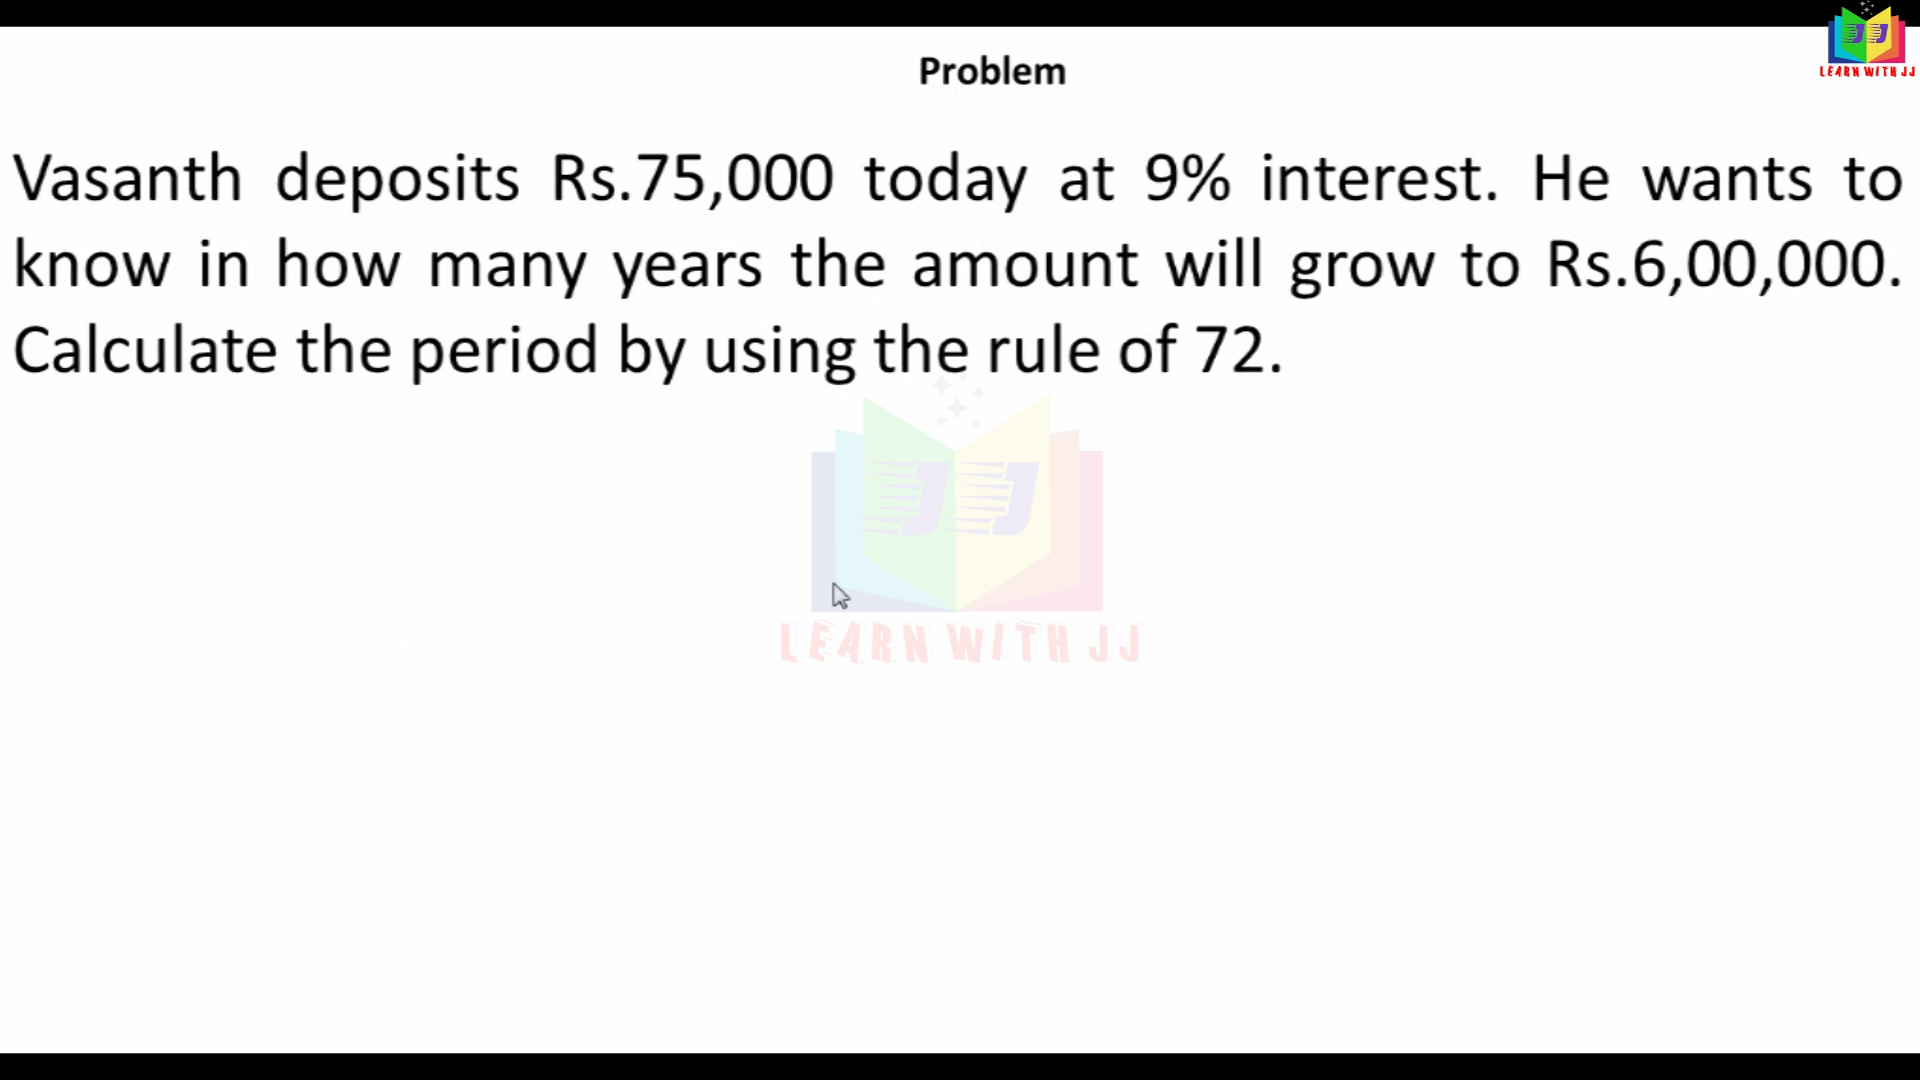 Problem
JJ
LEARN WITH JJ
Vasanth deposits Rs.75,000 today at 9% interest. He wants to
know in how many years the amount will grow to Rs.6,00,000.
Calculate the period by using the rule of 72.
JJ
LEARN WITH JJ